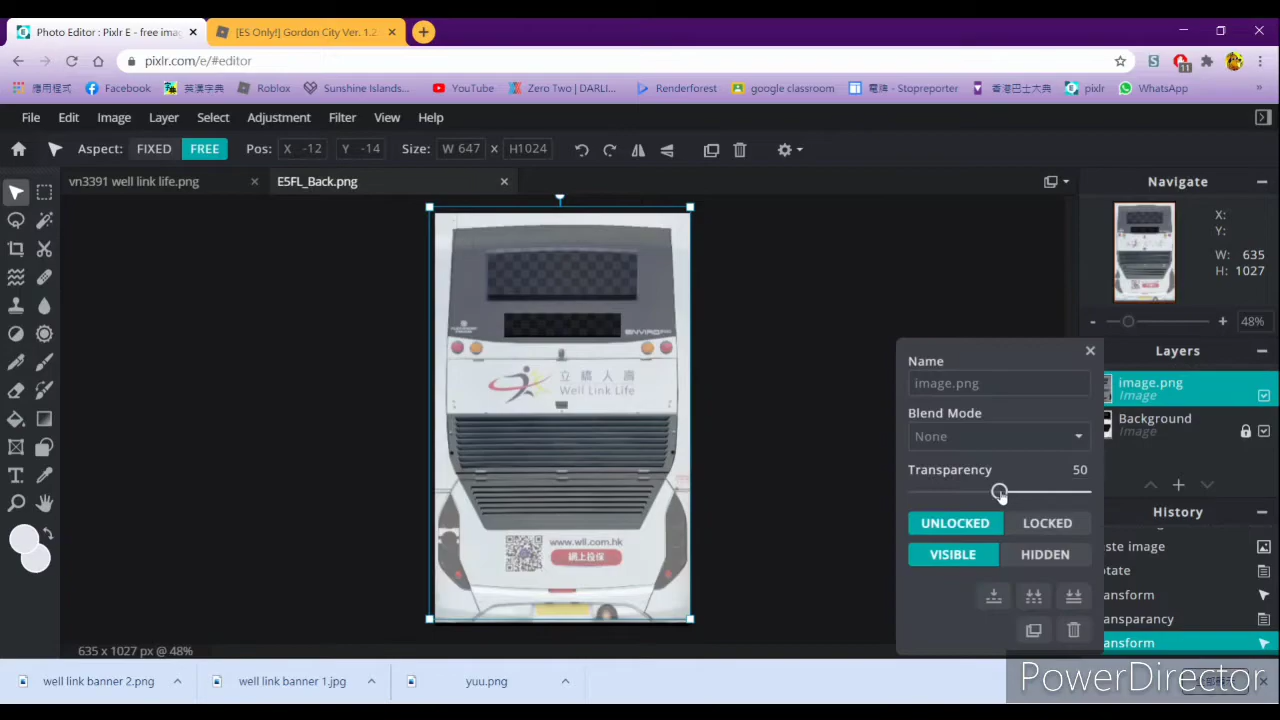 Photo Editor : Pixlr E - free imag
[ES Only!] Gordon City Ver. 1.2.
pixlr.com/e/#editor
11
應用程式
Facebook
英漢字典
Roblox
Sunshine Islands...
YouTube
Zero Two | DARLI...
Renderforest
google classroom
電牌 - Stopreporter
香港巴士大典
pixlr
WhatsApp
»
File Edit Image Layer Select Adjustment Filter View Help
Aspect: FIXED FREE Pos: X -12 Y -14 Size: W 647 x H 1024
vn3391 well link life.png
E5FL_Back.png
Navigate
X:
Y:
W: 635
H: 1027
- + 48%
Layers
image.png
Image
Background
Image
Name
image.png
Blend Mode
None
Transparency 50
UNLOCKED LOCKED
VISIBLE HIDDEN
History
ste image
otate
ansform
ansparency
ansform
立橋人壽
Well Link Life
www.wll.com.hk
網上投保
635 x 1027 px @ 48%
well link banner 2.png
well link banner 1.jpg
yuu.png
PowerDirector